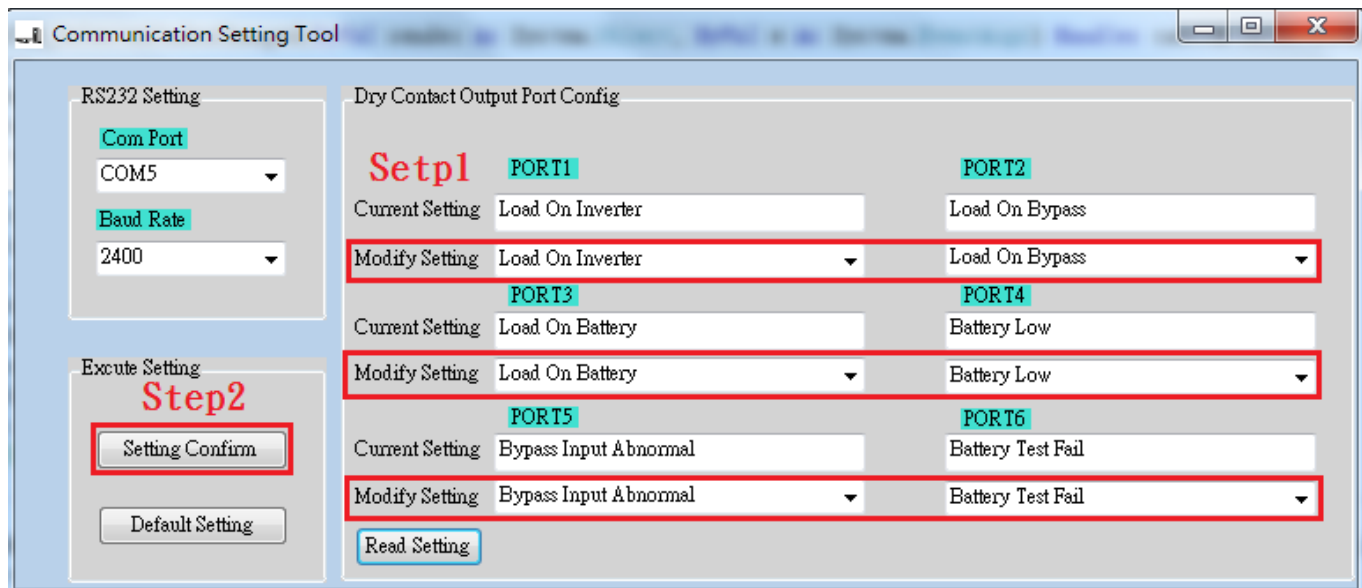 Communication Setting Tool
RS232 Setting
Com Port
COM5
Baud Rate
2400
Excute Setting
Step2
Setting Confirm
Default Setting
Dry Contact Output Port Config
Setp1 PORT1 PORT2
Current Setting Load On Inverter Load On Bypass
Modify Setting Load On Inverter Load On Bypass
PORT3 PORT4
Current Setting Load On Battery Battery Low
Modify Setting Load On Battery Battery Low
PORT5 PORT6
Current Setting Bypass Input Abnormal Battery Test Fail
Modify Setting Bypass Input Abnormal Battery Test Fail
Read Setting